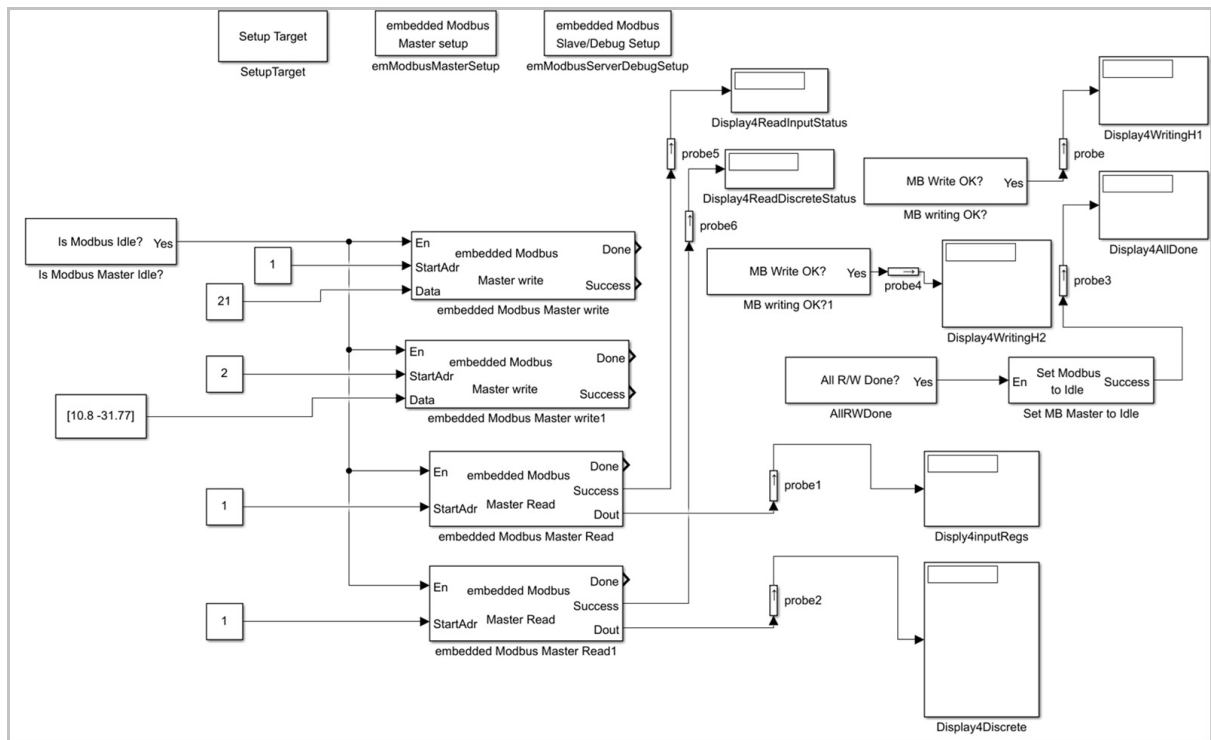 Setup Target
SetupTarget
embedded Modbus
Master setup
emModbusMasterSetup
embedded Modbus
Slave/Debug Setup
emModbusServerDebugSetup
Display4ReadInputStatus
probe5
Display4ReadDiscreteStatus
probe6
Display4WritingH1
probe
MB Write OK?
Yes
MB writing OK?
Display4AllDone
probe3
MB Write OK?
Yes
MB writing OK?1
probe4
Display4WritingH2
Is Modbus Idle?
Yes
Is Modbus Master Idle?
1
21
En
StartAdr
Data
embedded Modbus
Master write
Done
Success
embedded Modbus Master write
2
[10.8 -31.77]
En
StartAdr
Data
embedded Modbus
Master write
Done
Success
embedded Modbus Master write1
All R/W Done?
Yes
AllRWDone
En
Set Modbus
to Idle
Success
Set MB Master to Idle
1
En
StartAdr
embedded Modbus
Master Read
Done
Success
Dout
embedded Modbus Master Read
probe1
Disply4inputRegs
1
En
StartAdr
embedded Modbus
Master Read
Done
Success
Dout
embedded Modbus Master Read1
probe2
Display4Discrete